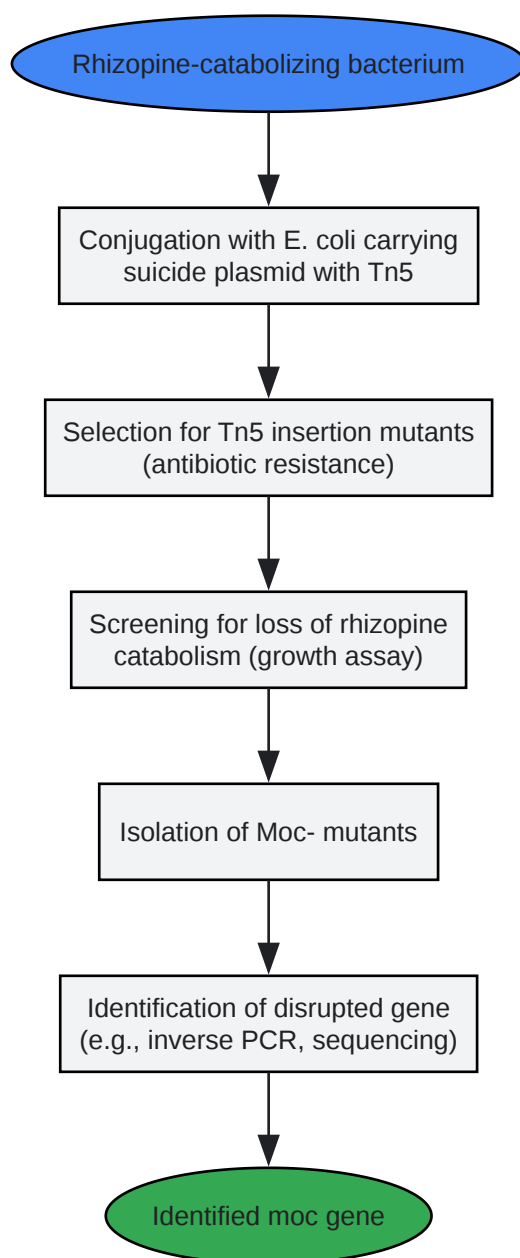 Rhizopine-catabolizing bacterium
Conjugation with E. coli carrying
suicide plasmid with Tn5
Selection for Tn5 insertion mutants
(antibiotic resistance)
Screening for loss of rhizopine
catabolism (growth assay)
Isolation of Moc- mutants
Identification of disrupted gene
(e.g., inverse PCR, sequencing)
Identified moc gene